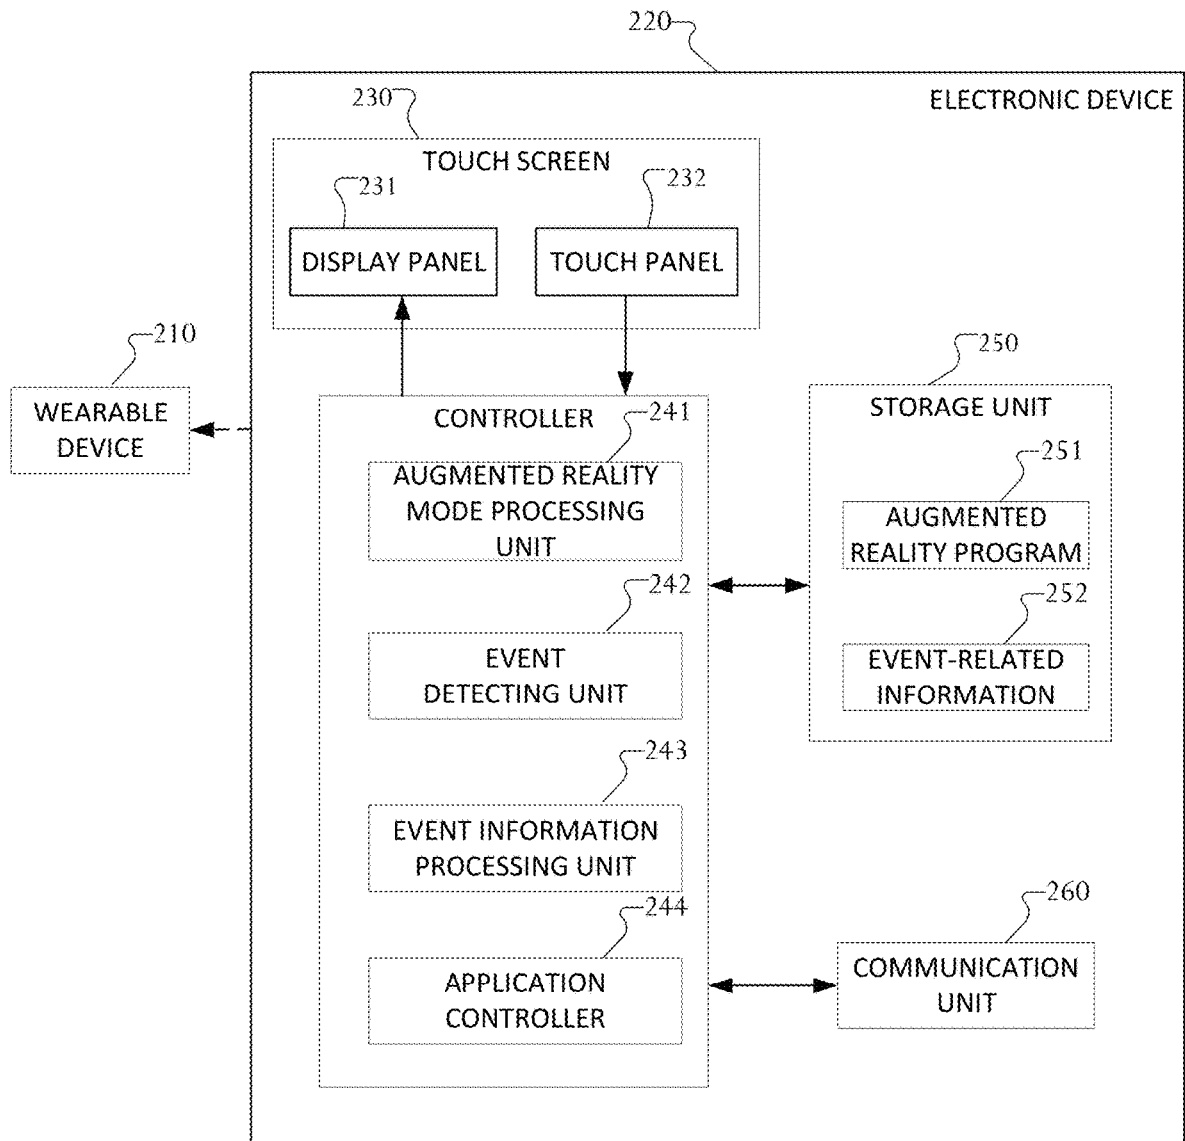 220
ELECTRONIC DEVICE
230
TOUCH SCREEN
231
232
DISPLAY PANEL
TOUCH PANEL
210
WEARABLE
DEVICE
CONTROLLER
241
AUGMENTED REALITY
MODE PROCESSING
UNIT
242
EVENT
DETECTING UNIT
243
EVENT INFORMATION
PROCESSING UNIT
244
APPLICATION
CONTROLLER
250
STORAGE UNIT
251
AUGMENTED
REALITY PROGRAM
252
EVENT-RELATED
INFORMATION
260
COMMUNICATION
UNIT